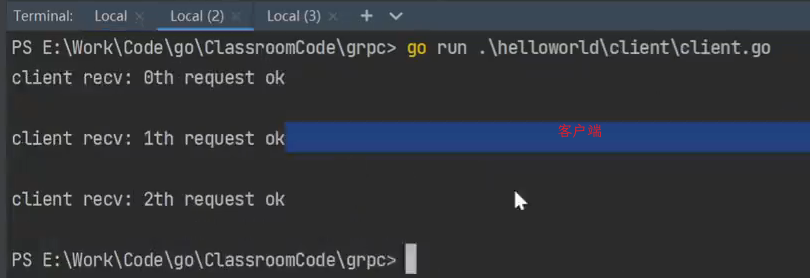 Terminal: Local × Local (2) × Local (3) × +
PS E:\Work\Code\go\ClassroomCode\grpc> go run .\helloworld\client\client.go
client recv: 0th request ok
client recv: 1th request ok
客户端
client recv: 2th request ok
PS E:\Work\Code\go\ClassroomCode\grpc>